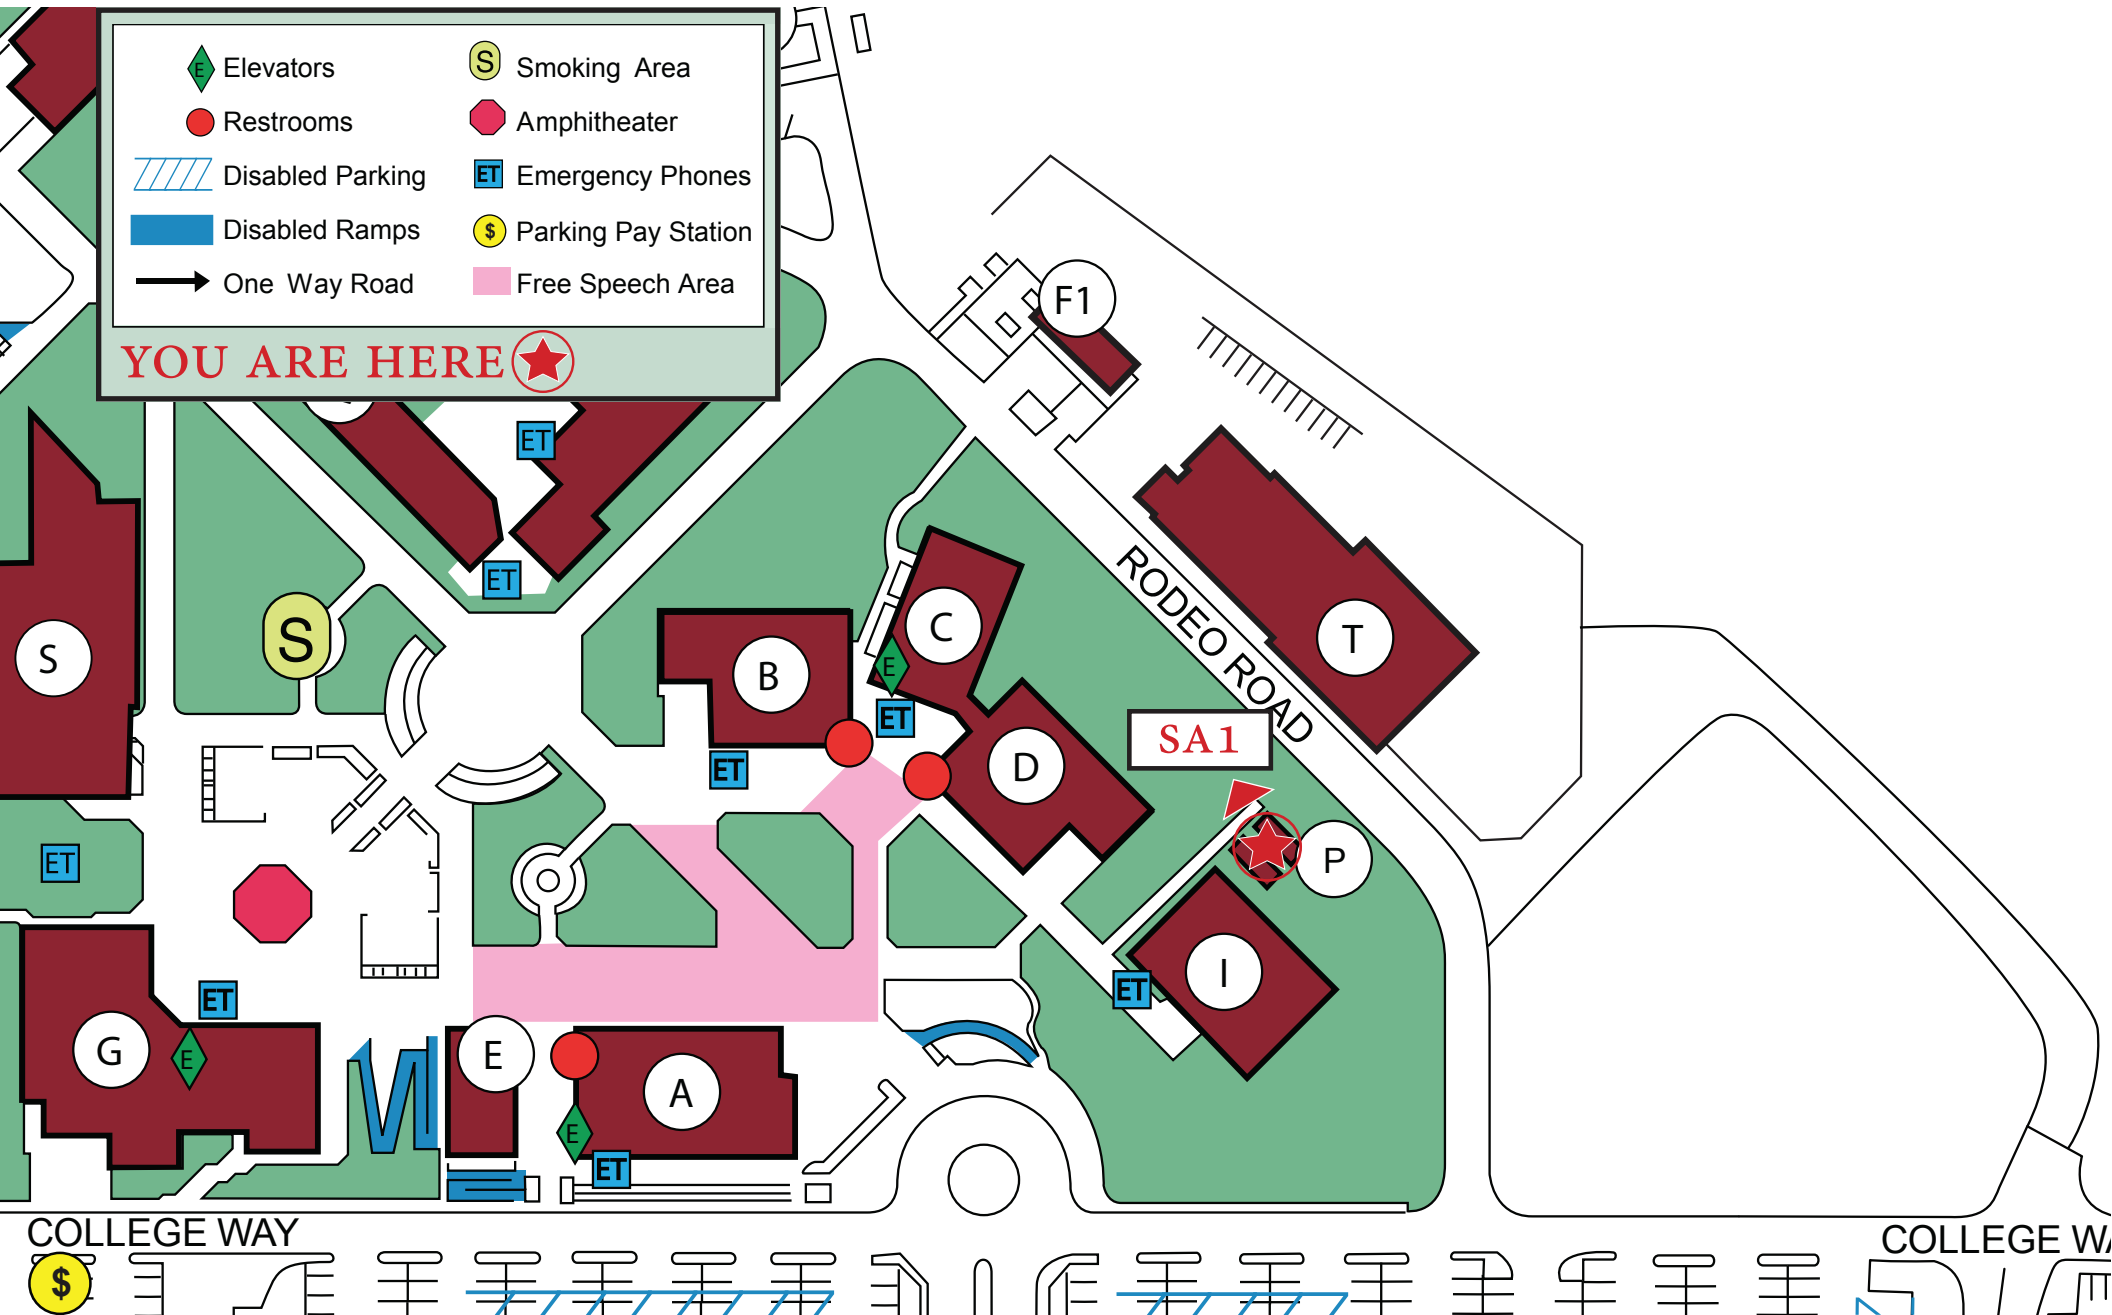 E Elevators
S Smoking Area
Restrooms
Amphitheater
Disabled Parking
ET Emergency Phones
Disabled Ramps
$ Parking Pay Station
One Way Road
Free Speech Area
YOU ARE HERE
F1
ET
ET
RODEO ROAD
S
S
C
T
B
E
ET
SA1
ET
D
ET
P
I
ET
ET
G
E
E
A
E
ET
COLLEGE WAY
COLLEGE WA
$